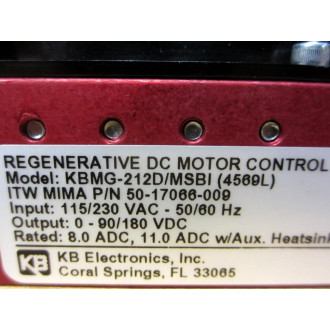 REGENERATIVE DC MOTOR CONTROL
Model: KBMG-212D/MSBI (4569L)
ITW MIMA P/N 50-17066-009
Input: 115/230 VAC - 50/60 Hz
Output: 0 - 90/180 VDC
Rated: 8.0 ADC, 11.0 ADC w/Aux. Heatsink
KB KB Electronics, Inc.
Coral Springs, FL 33065